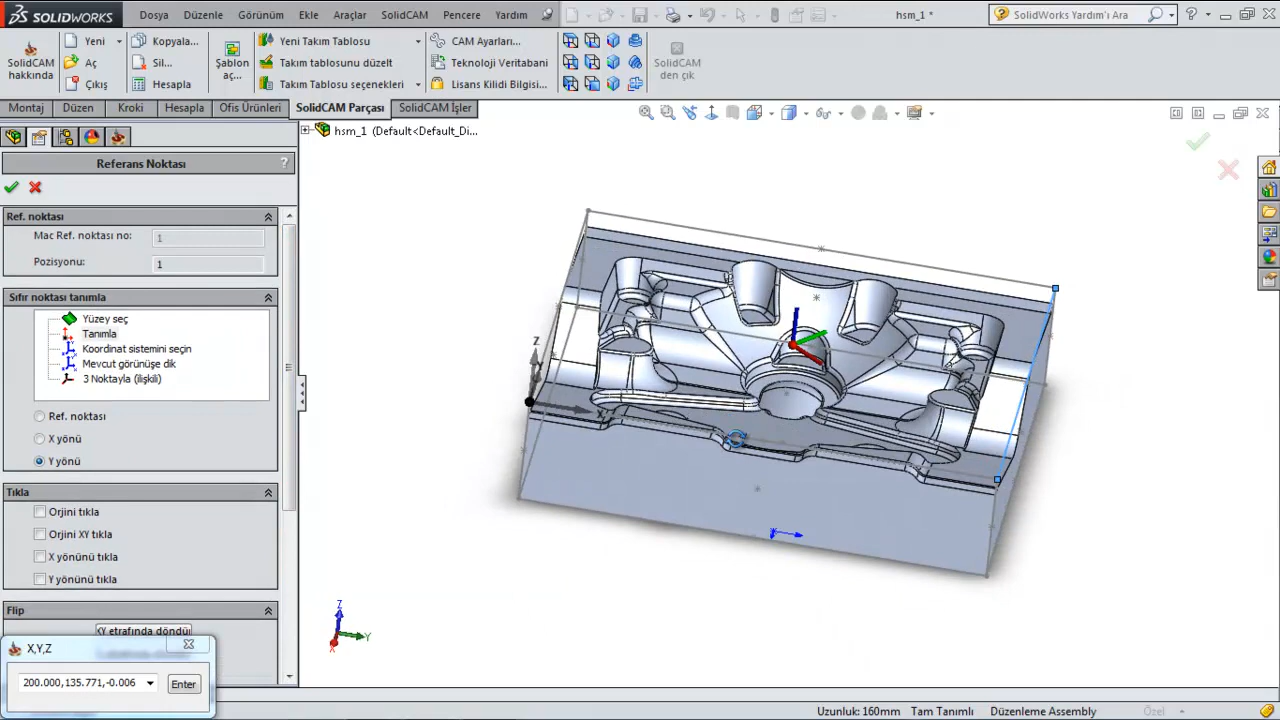 SOLIDWORKS Dosya Düzenle Görünüm Ekle Araçlar SolidCAM Pencere Yardım hsm_1 * SolidWorks Yardım'ı Ara
SolidCAM hakkında
Yeni
Aç
Çıkış
Kopyala...
Sil...
Hesapla
Şablon aç...
Yeni Takım Tablosu
Takım tablosunu düzelt
Takım Tablosu seçenekleri
CAM Ayarları...
Teknoloji Veritabanı
Lisans Kilidi Bilgisi...
SolidCAM den çık
Montaj Düzen Kroki Hesapla Ofis Ürünleri SolidCAM Parçası SolidCAM İşler
hsm_1 (Default<Default_Di...
Referans Noktası ?
Ref. noktası
Mac Ref. noktası no: 1
Pozisyonu: 1
Sıfır noktası tanımla
Yüzey seç
Tanımla
Koordinat sistemini seçin
Mevcut görünüşe dik
3 Noktayla (ilişkili)
Ref. noktası
X yönü
Y yönü
Tıkla
Orjini tıkla
Orjini XY tıkla
X yönünü tıkla
Y yönünü tıkla
Flip
XY etrafında döndür
X,Y,Z
200.000,135.771,-0.006 Enter
Z
Y
X
Z
Y
X
Uzunluk: 160mm Tam Tanımlı Düzenleme Assembly Özel